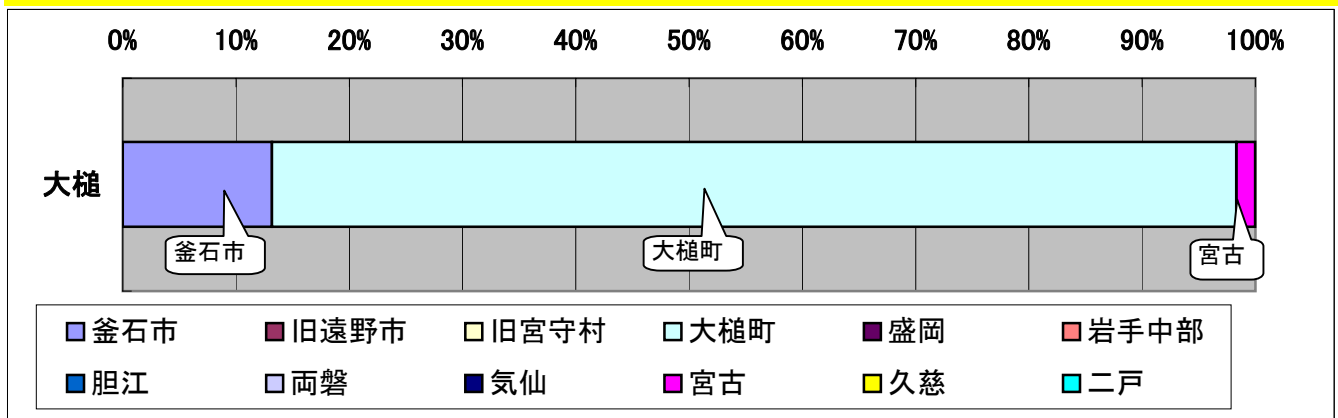 0% 10% 20% 30% 40% 50% 60% 70% 80% 90% 100%
大槌
釜石市
大槌町
宮古
釜石市 旧遠野市 旧宮守村 大槌町 盛岡 岩手中部
胆江 両磐 気仙 宮古 久慈 二戸